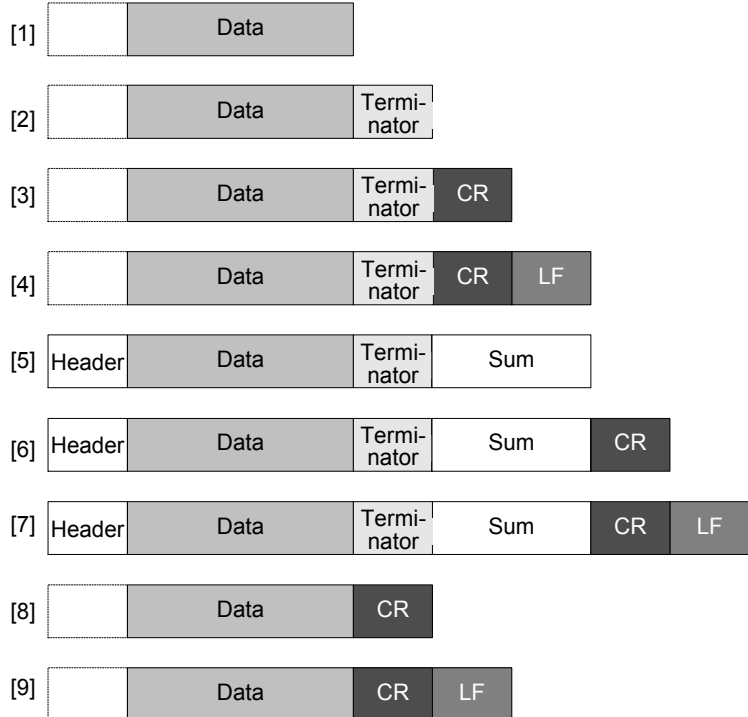 [1] Data
[2] Data Termi-
nator
[3] Data Termi-
nator CR
[4] Data Termi-
nator CR LF
[5] Header Data Termi-
nator Sum
[6] Header Data Termi-
nator Sum CR
[7] Header Data Termi-
nator Sum CR LF
[8] Data CR
[9] Data CR LF